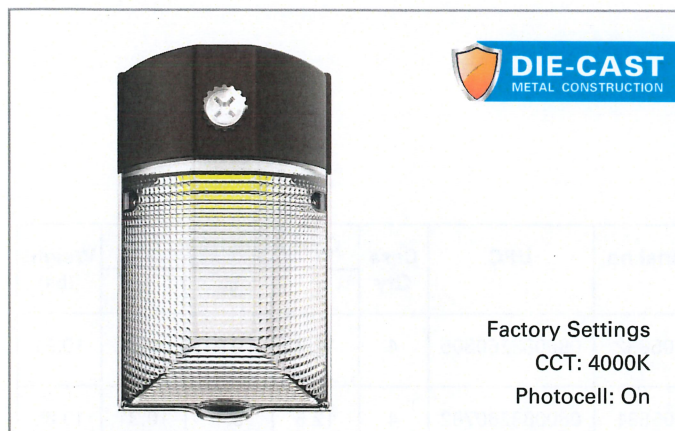 DIE-CAST
METAL CONSTRUCTION
Factory Settings
CCT: 4000K
Photocell: On